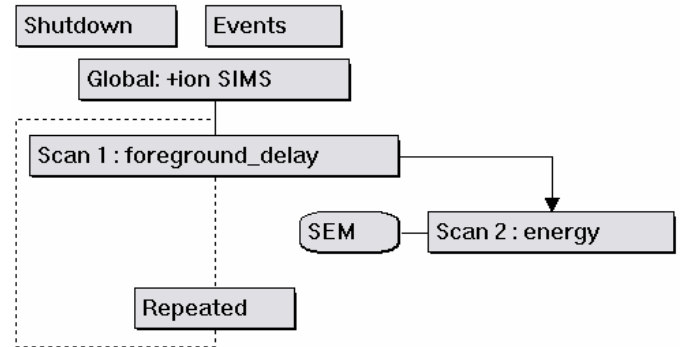 Shutdown
Events
Global: +ion SIMS
Scan 1 : foreground_delay
SEM
Scan 2 : energy
Repeated